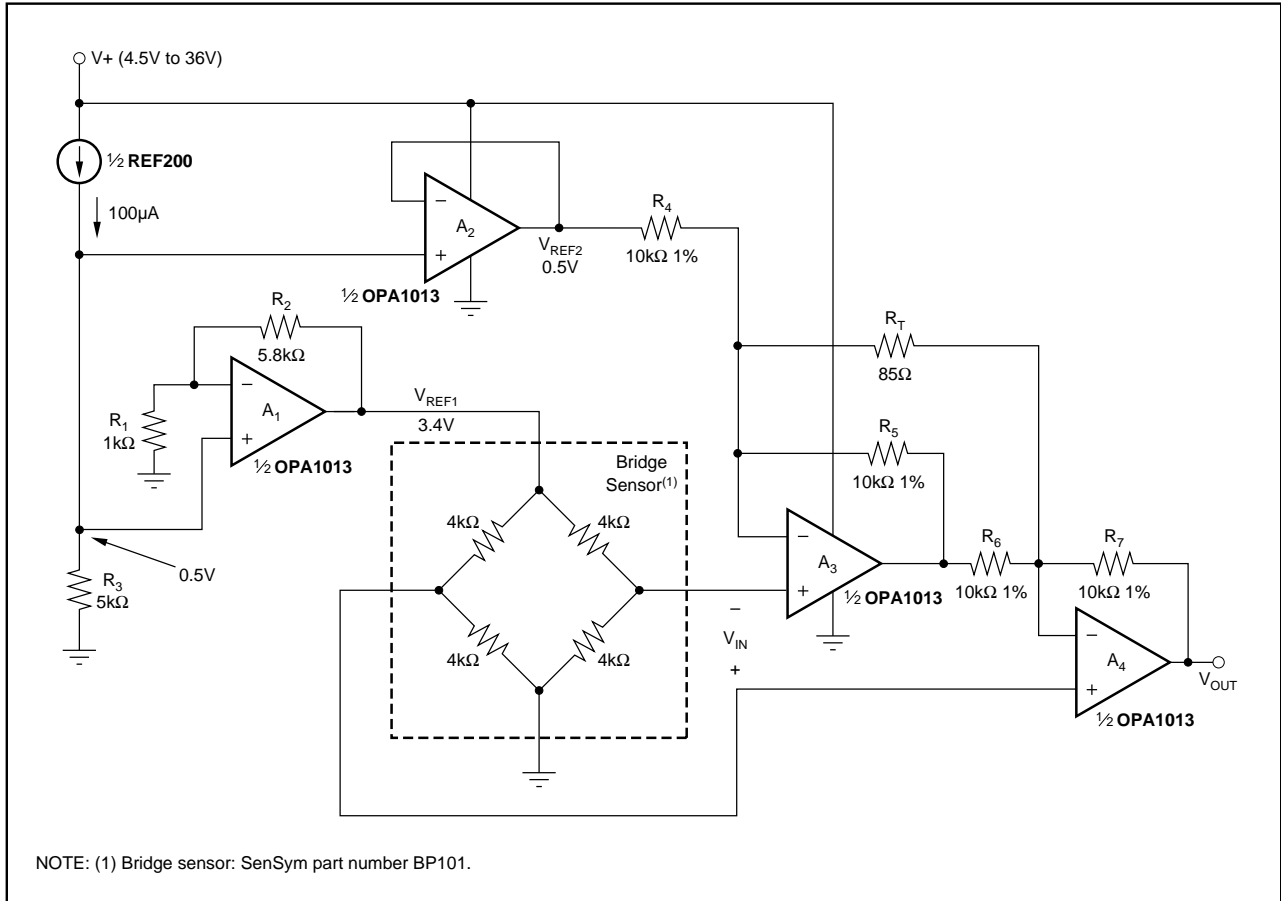 V+ (4.5V to 36V)
½ REF200
100µA
−
A2
+
VREF2
0.5V
½ OPA1013
R4
10kΩ 1%
R2
5.8kΩ
−
A1
+
R1
1kΩ
½ OPA1013
VREF1
3.4V
RT
85Ω
R5
10kΩ 1%
Bridge
Sensor(1)
4kΩ
4kΩ
4kΩ
4kΩ
0.5V
R3
5kΩ
−
A3
+
½ OPA1013
−
VIN
+
R6
10kΩ 1%
R7
10kΩ 1%
−
A4
+
½ OPA1013
VOUT
NOTE: (1) Bridge sensor: SenSym part number BP101.